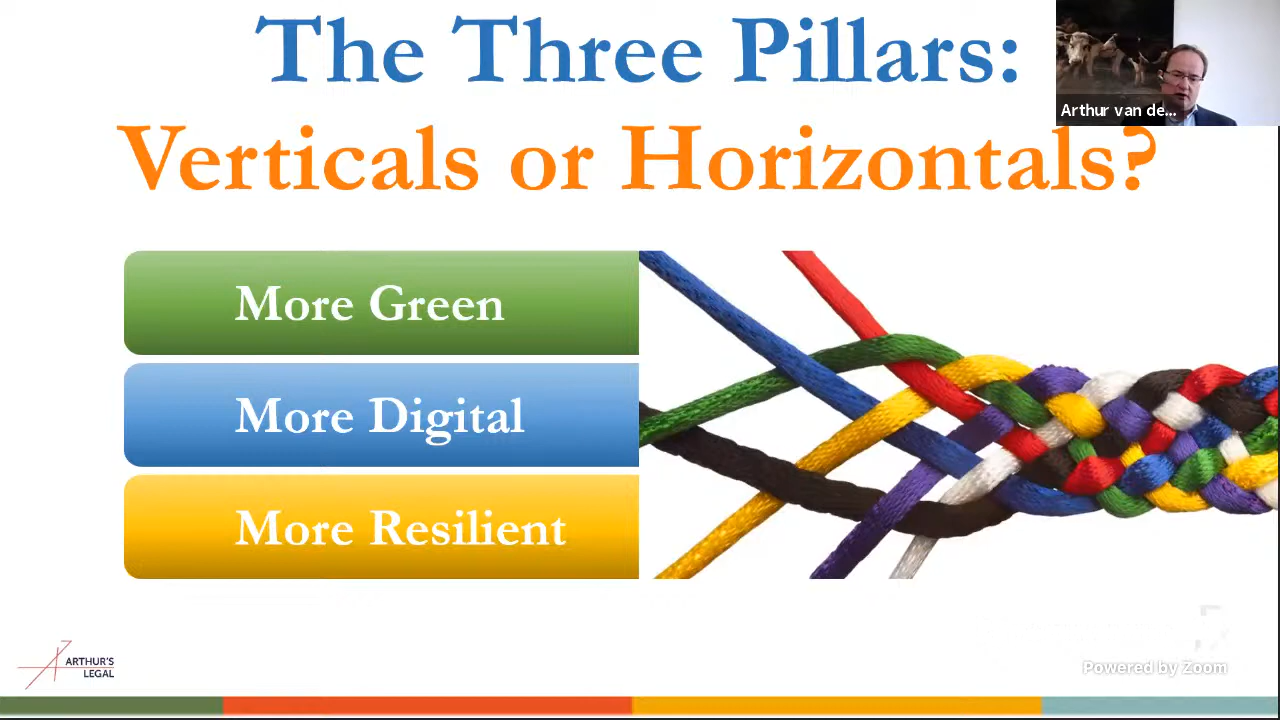 The Three Pillars:
Arthur van de...
Verticals or Horizontals?
More Green
More Digital
More Resilient
ARTHUR'S
LEGAL
Powered by Zoom